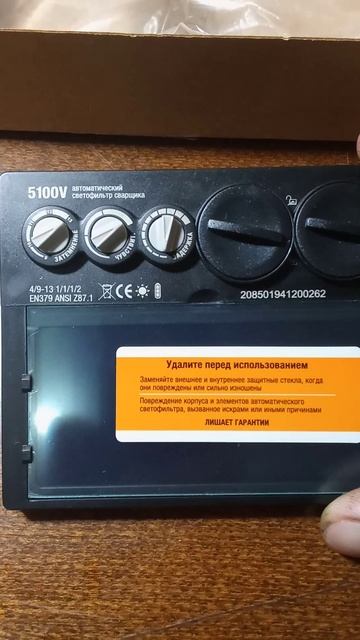 5100V автоматический
светофильтр сварщика
ЗАТЕМНЕНИЕ
ЧУВСТВИТ.
ЗАДЕРЖКА
4/9-13 1/1/1/2
EN379 ANSI Z87.1
CE
208501941200262
Удалите перед использованием
Заменяйте внешнее и внутреннее защитные стекла, когда
они повреждены или сильно изношены
Повреждение корпуса и элементов автоматического
светофильтра, вызванное искрами или иными причинами
ЛИШАЕТ ГАРАНТИИ